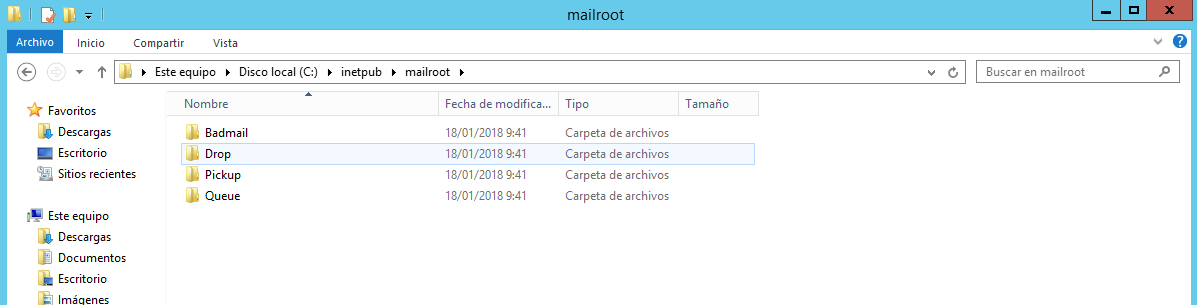 mailroot
Archivo Inicio Compartir Vista
Este equipo Disco local (C:) inetpub mailroot Buscar en mailroot
Nombre Fecha de modifica... Tipo Tamaño
Favoritos
Descargas
Escritorio
Sitios recientes
Este equipo
Descargas
Documentos
Escritorio
Imágenes
Badmail 18/01/2018 9:41 Carpeta de archivos
Drop 18/01/2018 9:41 Carpeta de archivos
Pickup 18/01/2018 9:41 Carpeta de archivos
Queue 18/01/2018 9:41 Carpeta de archivos